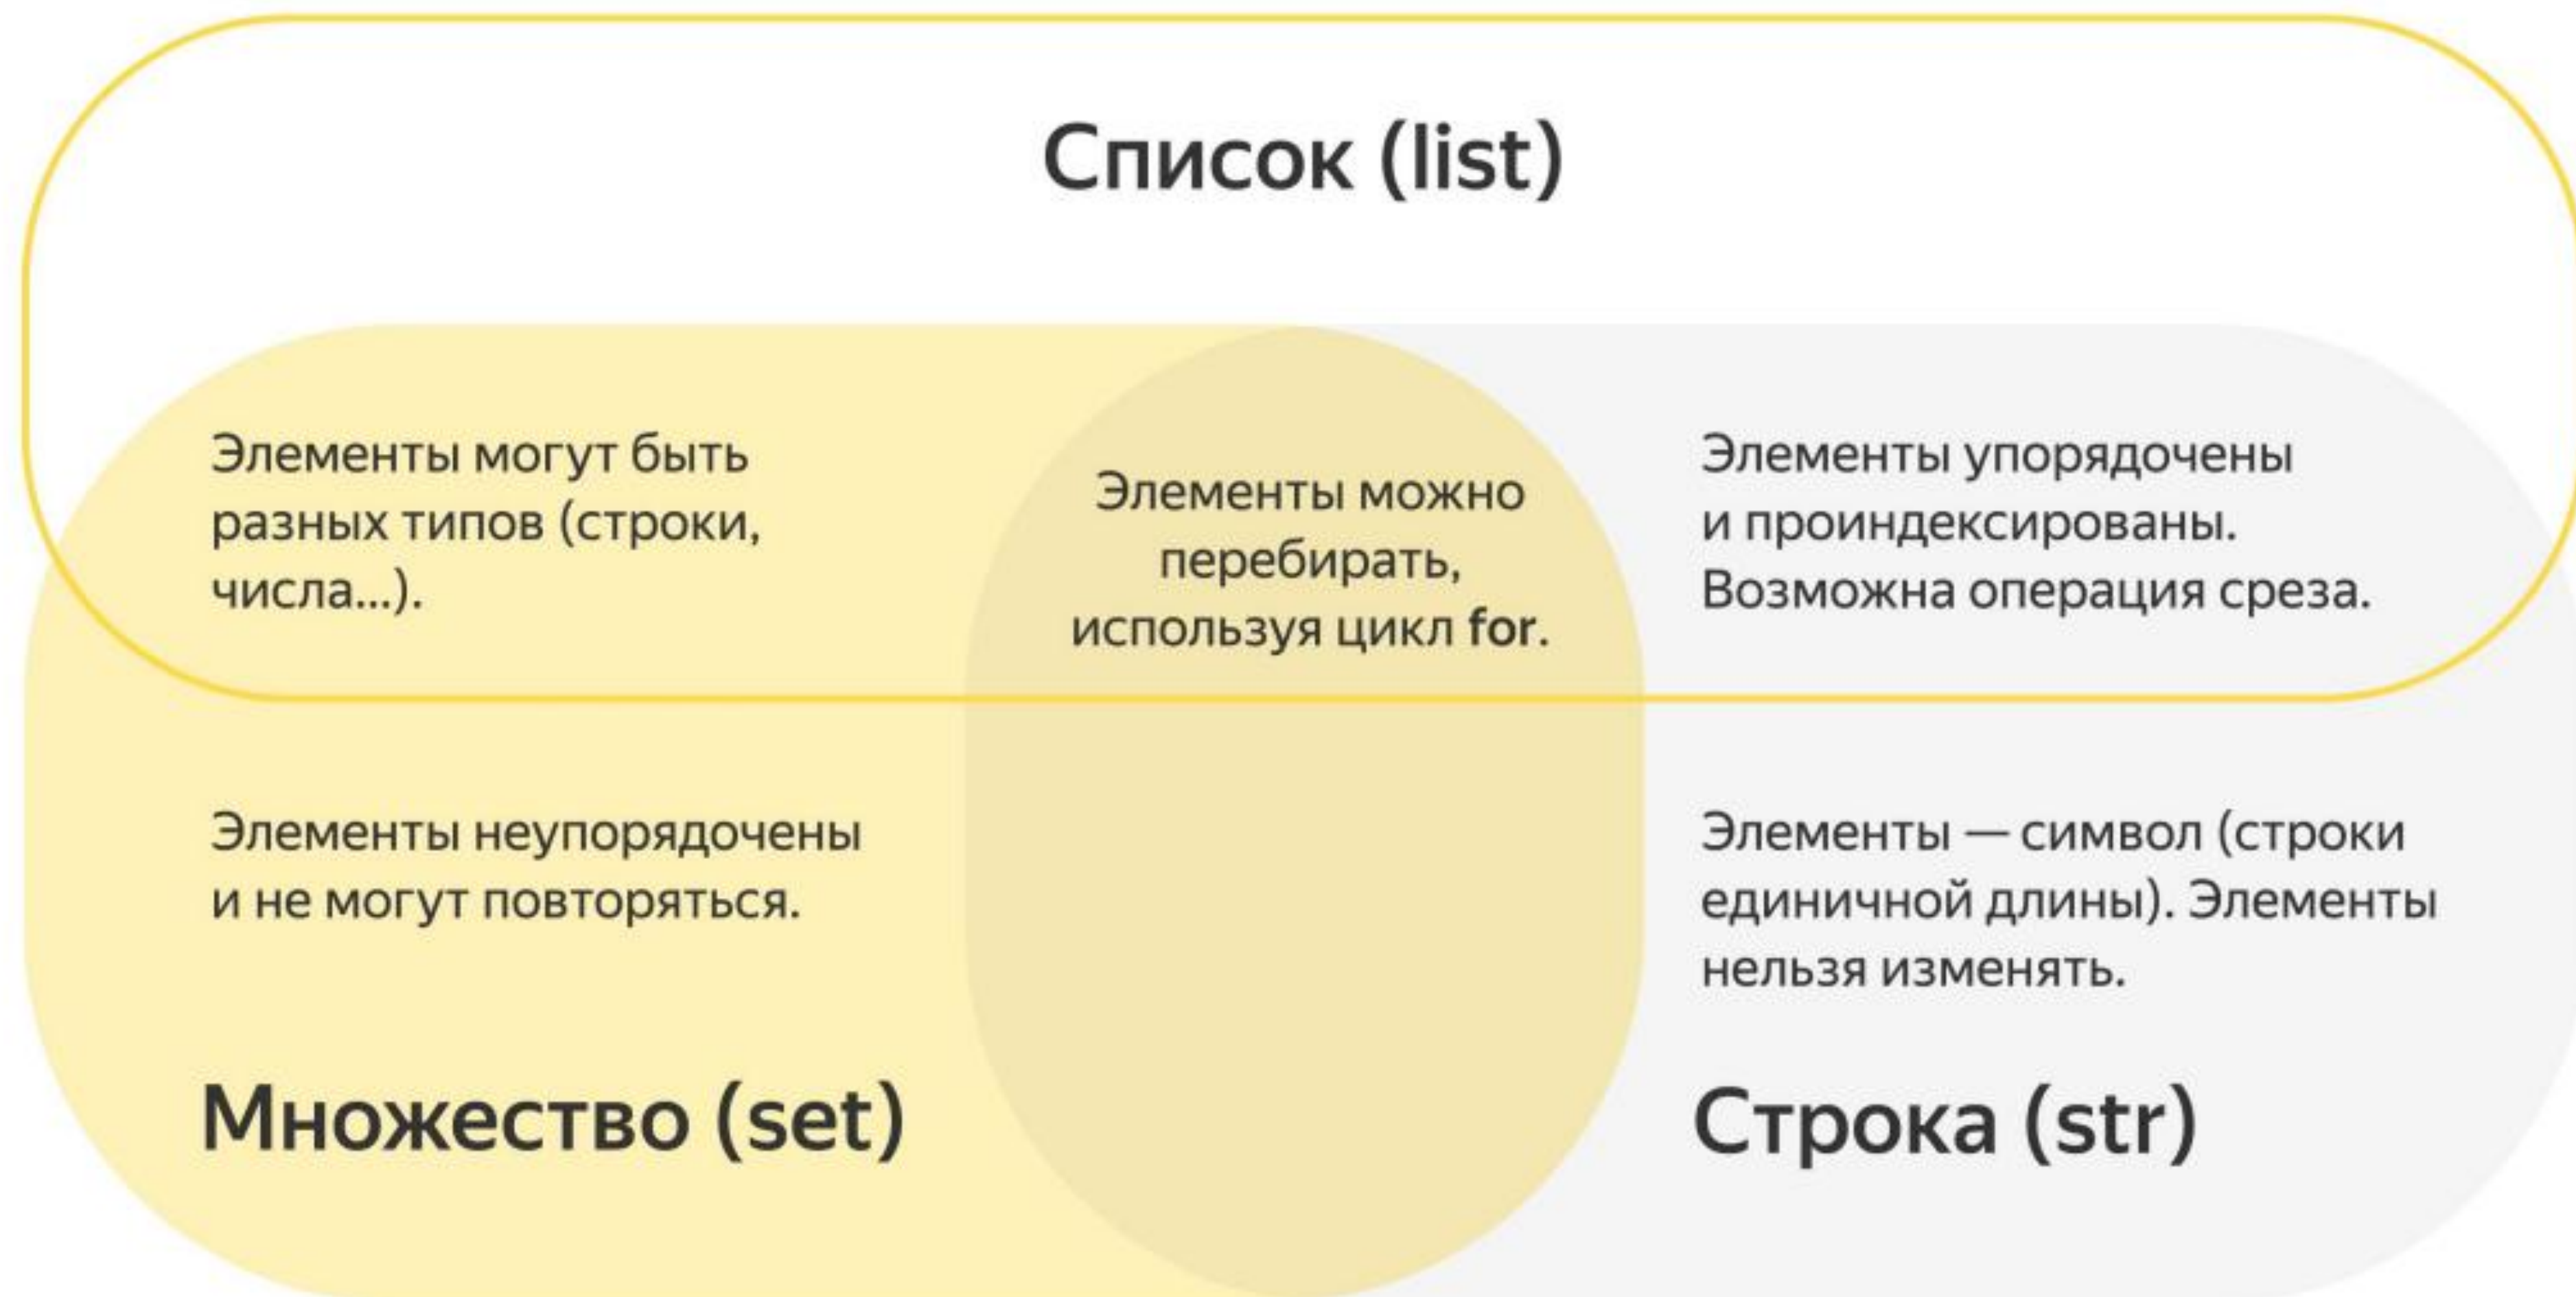 Список (list)
Элементы могут быть
разных типов (строки,
числа...).
Элементы можно
перебирать,
используя цикл for.
Элементы упорядочены
и проиндексированы.
Возможна операция среза.
Элементы неупорядочены
и не могут повторяться.
Элементы — символ (строки
единичной длины). Элементы
нельзя изменять.
Множество (set)
Строка (str)